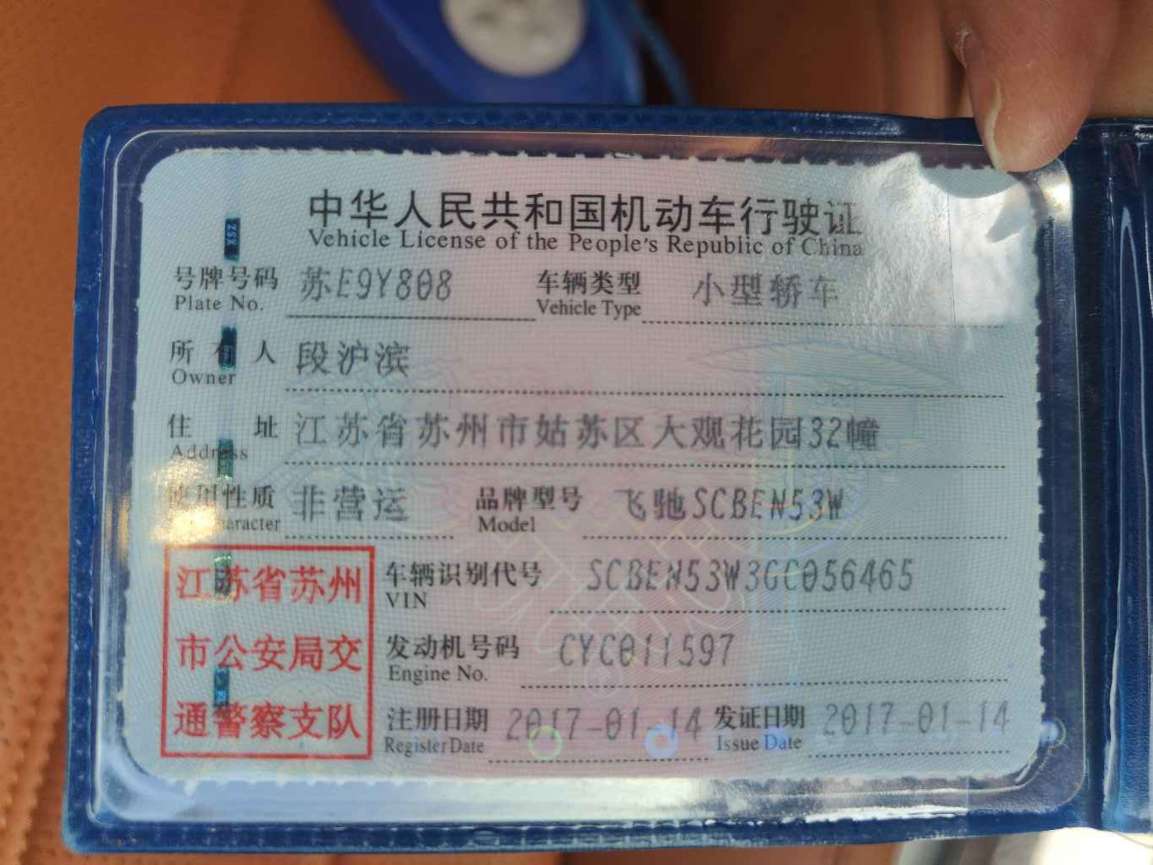 中华人民共和国机动车行驶证
Vehicle License of the People's Republic of China
号牌号码 苏E9Y808 车辆类型 小型轿车
Plate No. Vehicle Type
所有人 段沪滨
Owner
住址 江苏省苏州市姑苏区大观花园32幢
Address
使用性质 非营运 品牌型号 飞驰SCBEN53W
Character Model
江苏省苏州
市公安局交
通警察支队
车辆识别代号 SCBEN53W3GC056465
VIN
发动机号码 CYC011597
Engine No.
注册日期 2017-01-14 发证日期 2017-01-14
Register Date Issue Date
XSZ